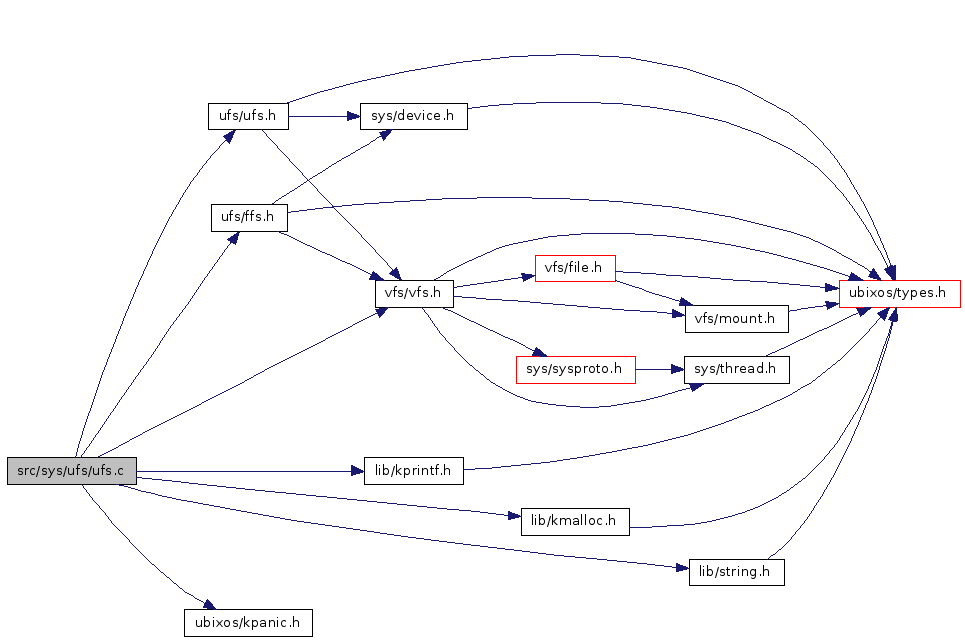 ufs/ufs.h
sys/device.h
ufs/ffs.h
vfs/file.h
vfs/vfs.h
ubixos/types.h
vfs/mount.h
sys/sysproto.h
sys/thread.h
src/sys/ufs/ufs.c
lib/kprintf.h
lib/kmalloc.h
lib/string.h
ubixos/kpanic.h